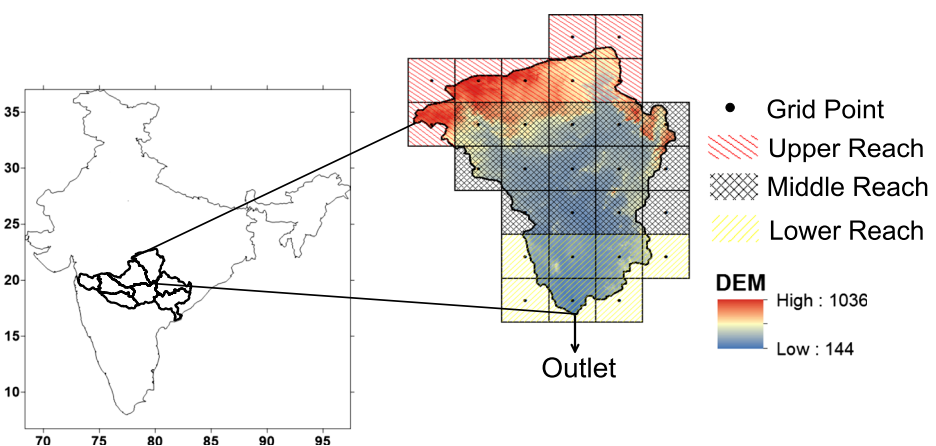 35
30
25
20
15
10
70 75 80 85 90 95
Outlet
Grid Point
Upper Reach
Middle Reach
Lower Reach
DEM
High : 1036
Low : 144